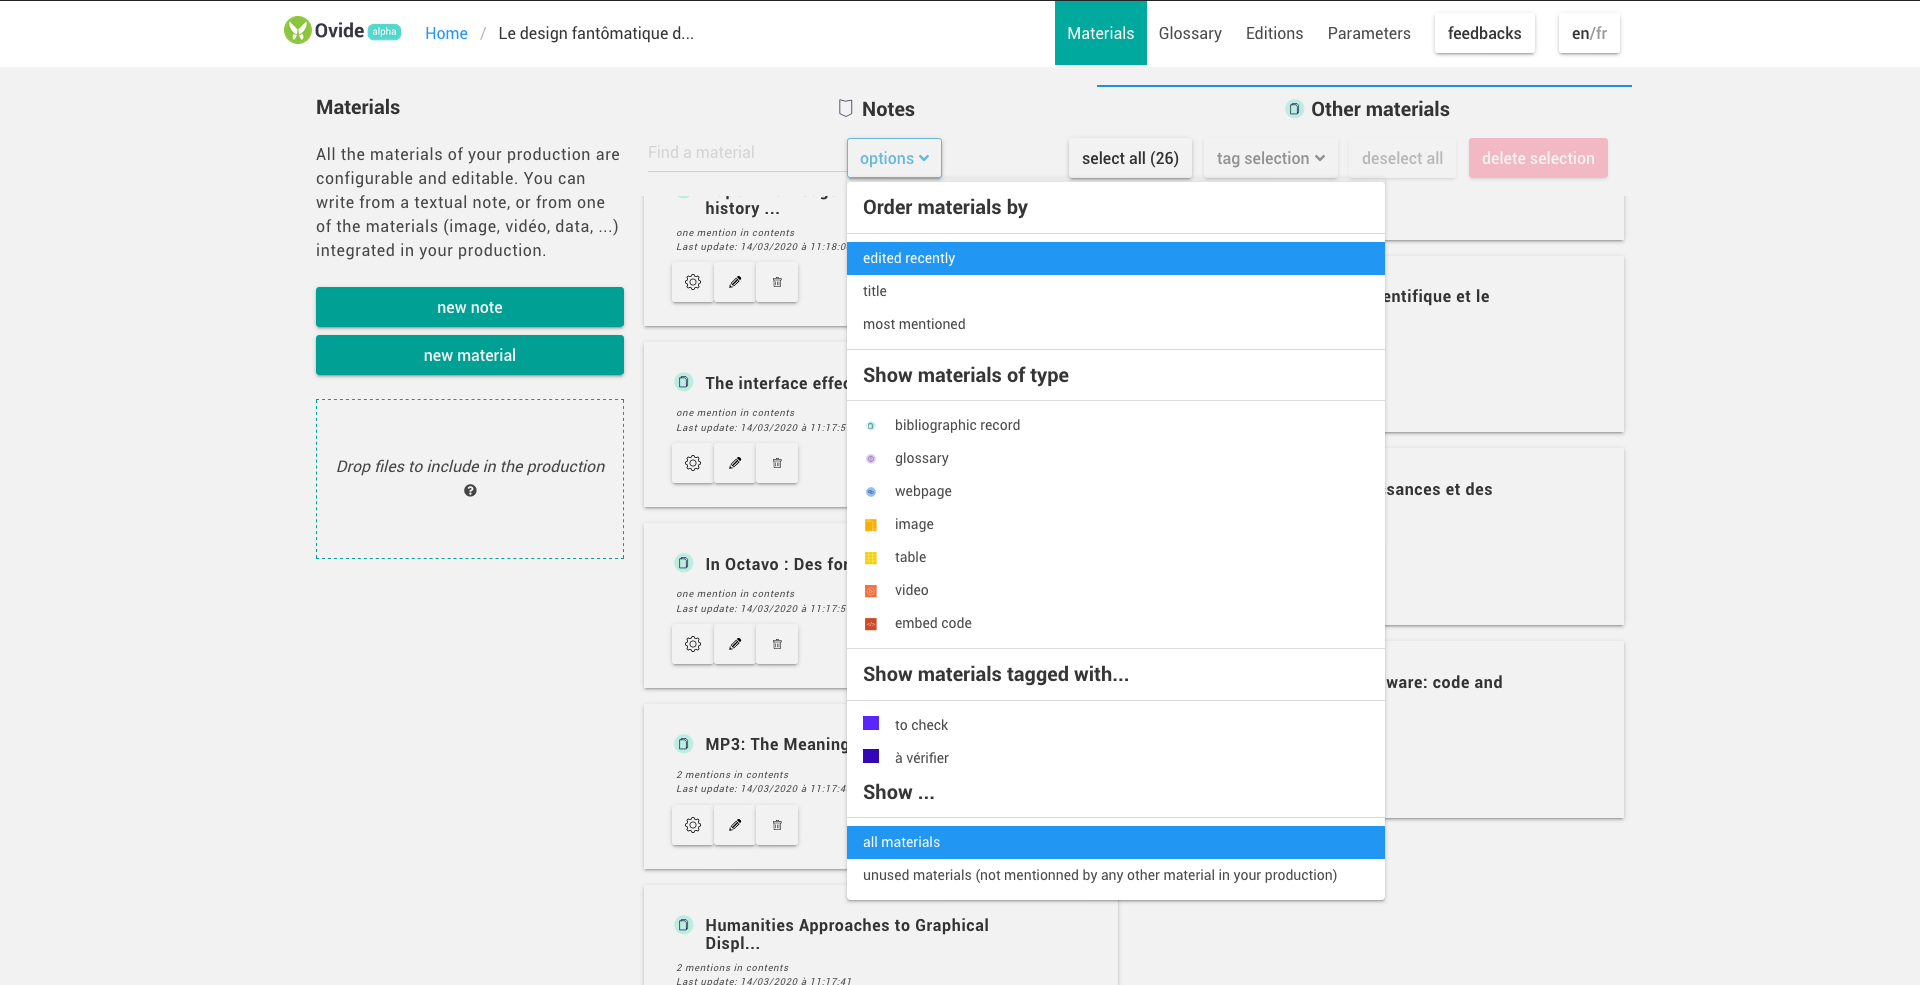 Ovide alpha
Home / Le design fantômatique d...
Materials
Glossary
Editions
Parameters
feedbacks
en/fr
Materials
All the materials of your production are
configurable and editable. You can
write from a textual note, or from one
of the materials (image, vidéo, data, ...)
integrated in your production.
new note
new material
Drop files to include in the production
Notes
Other materials
Find a material
options
select all (26)
tag selection
deselect all
delete selection
history ...
one mention in contents
Last update: 14/03/2020 à 11:18:0
The interface effec
one mention in contents
Last update: 14/03/2020 à 11:17:5
In Octavo : Des for
one mention in contents
Last update: 14/03/2020 à 11:17:5
MP3: The Meaning
2 mentions in contents
Last update: 14/03/2020 à 11:17:4
Humanities Approaches to Graphical
Displ...
2 mentions in contents
Last update: 14/03/2020 à 11:17:41
Order materials by
edited recently
title
most mentioned
Show materials of type
bibliographic record
glossary
webpage
image
table
video
embed code
Show materials tagged with...
to check
à vérifier
Show ...
all materials
unused materials (not mentionned by any other material in your production)
entifique et le
sances et des
ware: code and